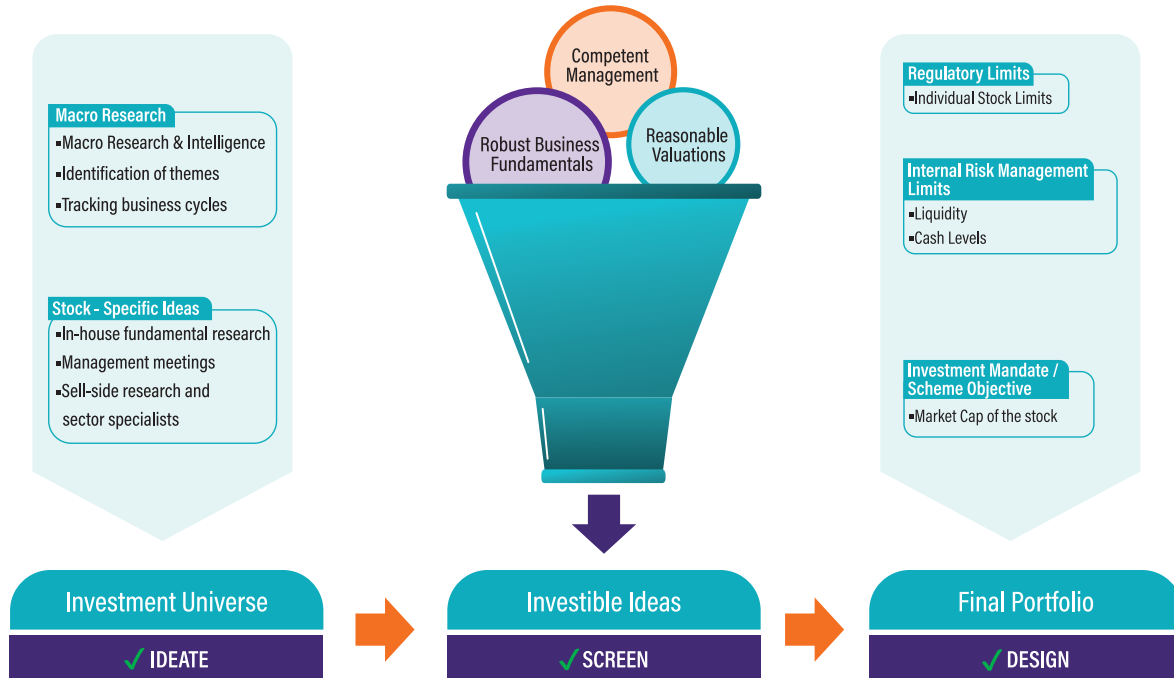 Macro Research
▪Macro Research & Intelligence
▪Identification of themes
▪Tracking business cycles
Stock - Specific Ideas
▪In-house fundamental research
▪Management meetings
▪Sell-side research and
sector specialists
Investment Universe
✓ IDEATE
Competent
Management
Robust Business
Fundamentals
Reasonable
Valuations
Investible Ideas
✓ SCREEN
Regulatory Limits
▪Individual Stock Limits
Internal Risk Management
Limits
▪Liquidity
▪Cash Levels
Investment Mandate /
Scheme Objective
▪Market Cap of the stock
Final Portfolio
✓ DESIGN